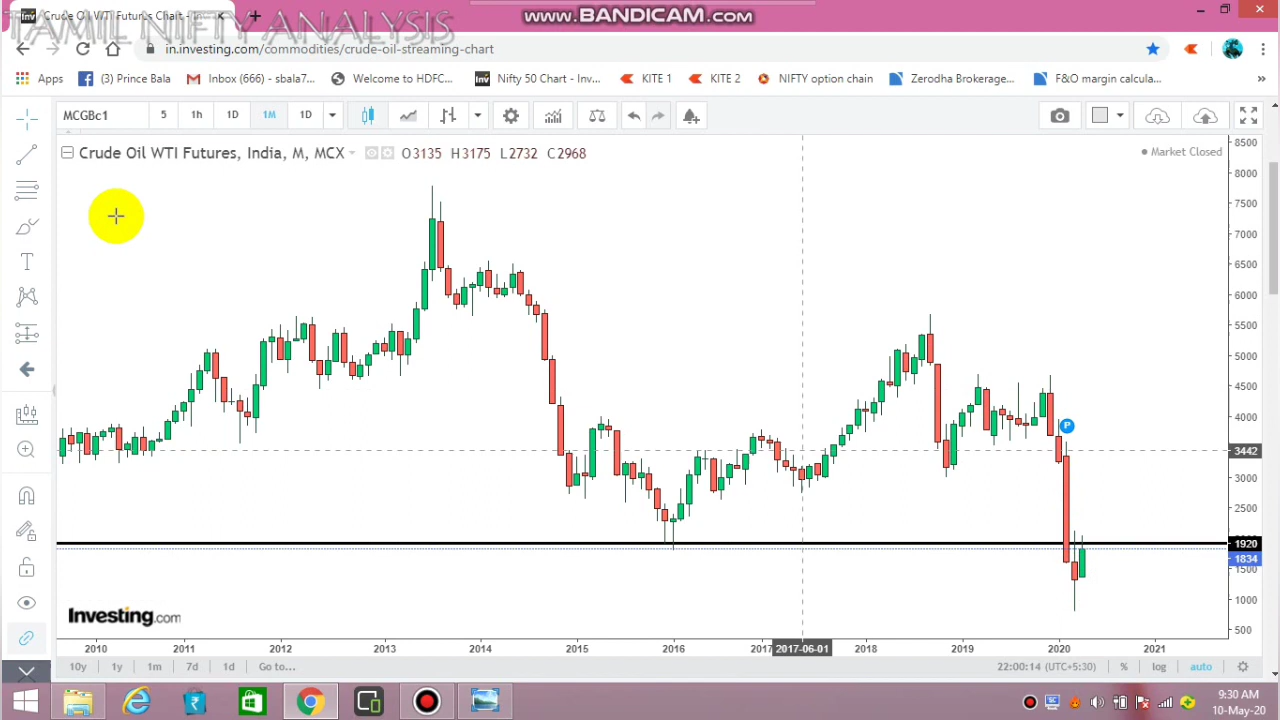 Crude Oil WTI Futures Chart - Inv
TAMIL NIFTY ANALYSIS
www.BANDICAM.com
in.investing.com/commodities/crude-oil-streaming-chart
Apps
(3) Prince Bala
Inbox (666) - sbala7...
Welcome to HDFC...
Nifty 50 Chart - Inv...
KITE 1
KITE 2
NIFTY option chain
Zerodha Brokerage...
F&O margin calcula...
»
MCGBc1
5
1h
1D
1M
1D
Crude Oil WTI Futures, India, M, MCX
O3135 H3175 L2732 C2968
Market Closed
8500
8000
7500
7000
6500
6000
5500
5000
4500
4000
3442
3000
2500
1920
1834
1500
1000
500
P
Investing.com
2010
2011
2012
2013
2014
2015
2016
2017
2017-06-01
2018
2019
2020
2021
10y
1y
1m
7d
1d
Go to...
22:00:14 (UTC+5:30)
%
log
auto
9:30 AM
10-May-20